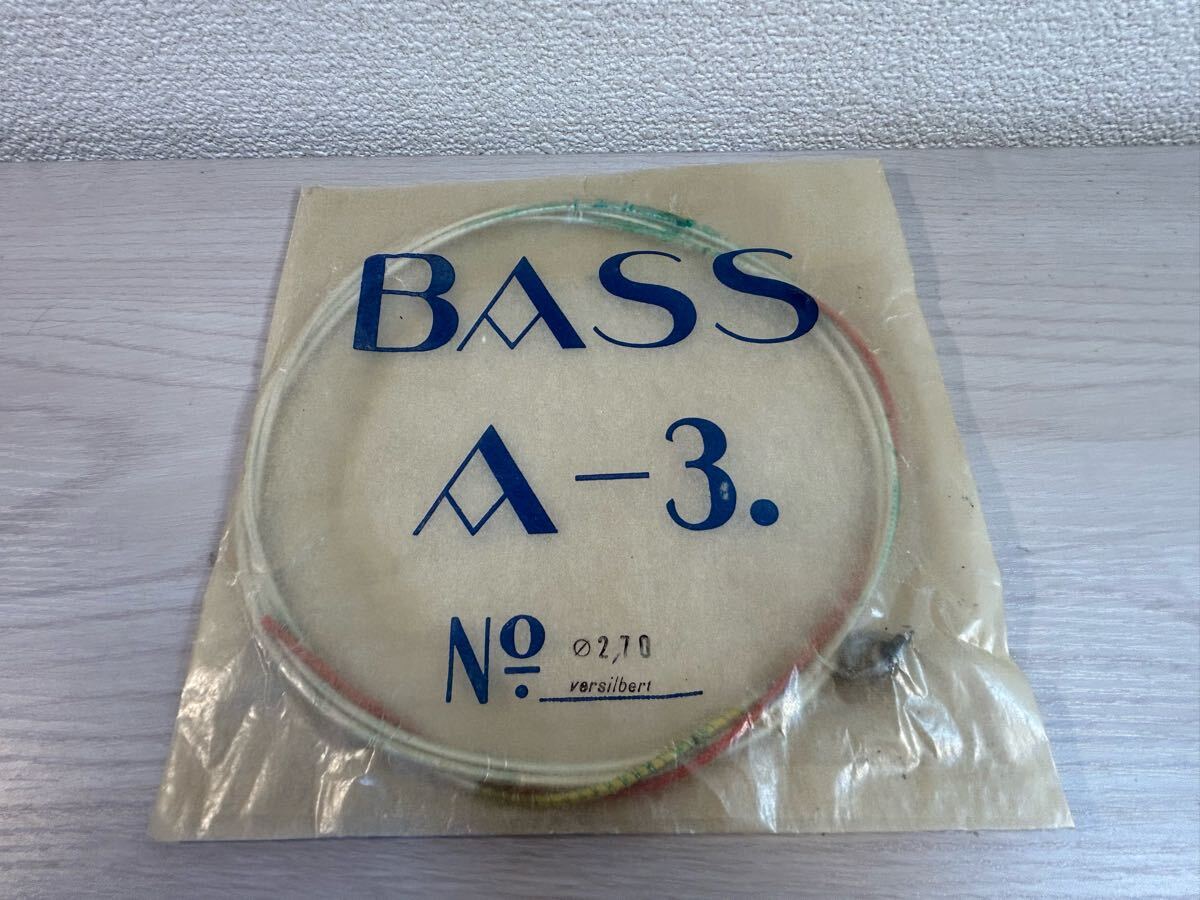 BASS
A-3.
Nº. ⌀ 2,70
versilbert